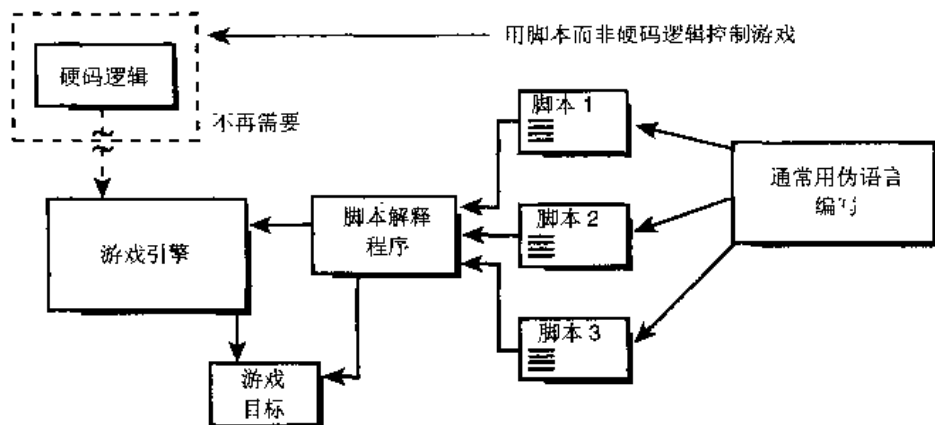 用脚本而非硬码逻辑控制游戏
硬码逻辑
不再需要
脚本 1
通常用伪语言
编写
脚本解释
程序
脚本 2
游戏引擎
脚本 3
游戏
目标